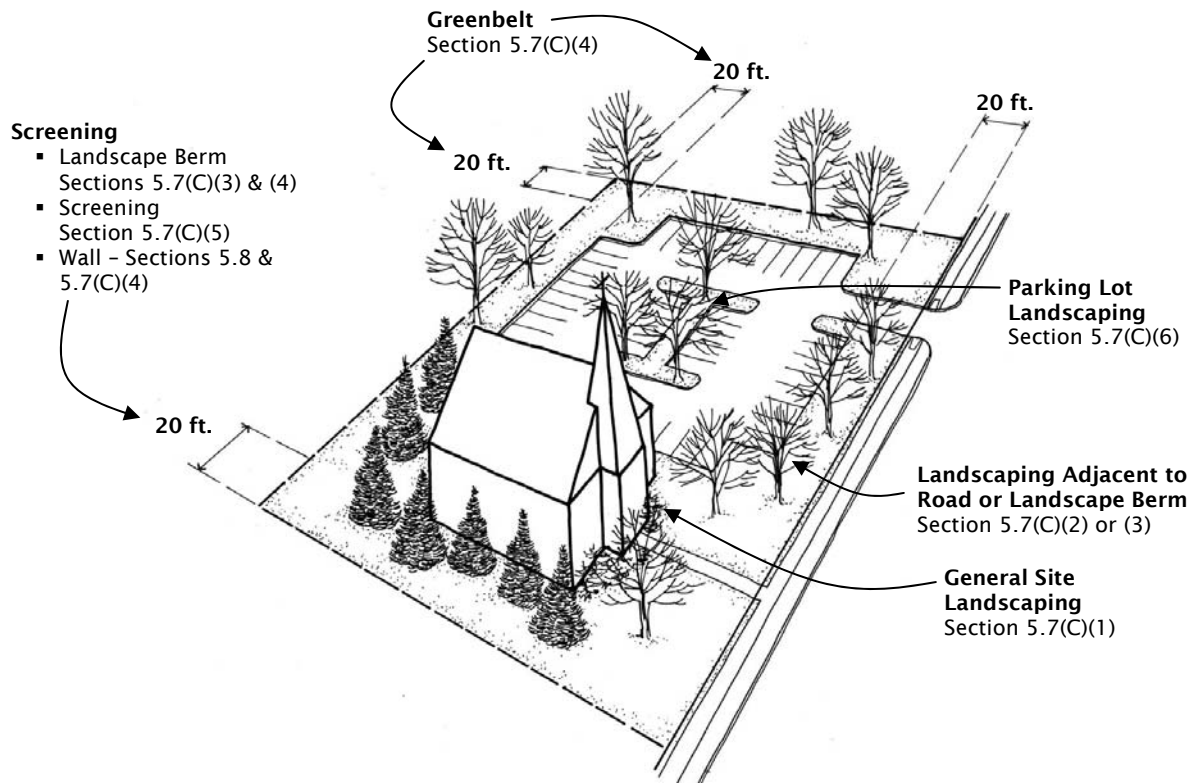 Greenbelt
Section 5.7(C)(4)
20 ft.
20 ft.
20 ft.
Screening
▪ Landscape Berm
Sections 5.7(C)(3) & (4)
▪ Screening
Section 5.7(C)(5)
▪ Wall – Sections 5.8 &
5.7(C)(4)
20 ft.
Parking Lot
Landscaping
Section 5.7(C)(6)
Landscaping Adjacent to
Road or Landscape Berm
Section 5.7(C)(2) or (3)
General Site
Landscaping
Section 5.7(C)(1)